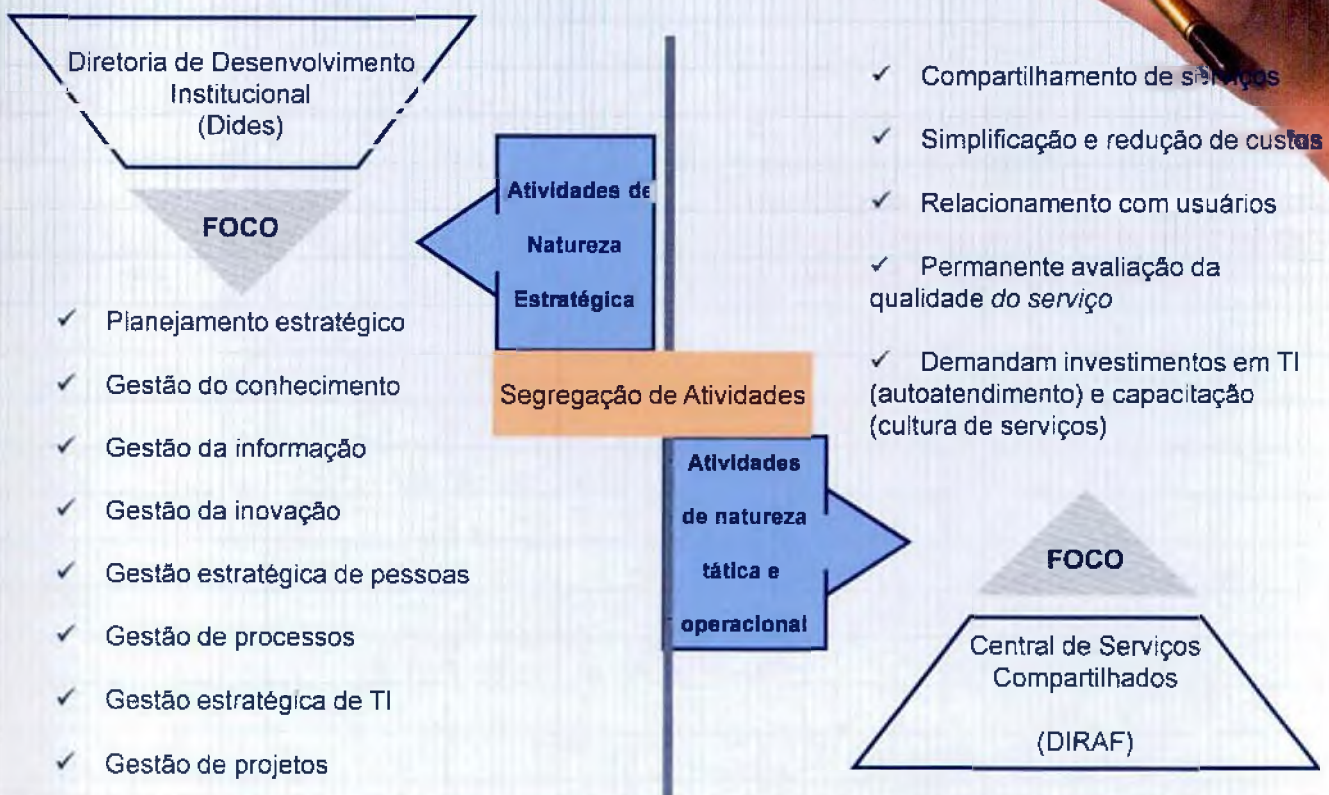 Diretoria de Desenvolvimento
Institucional
(Dides)
FOCO
✓ Planejamento estratégico
✓ Gestão do conhecimento
✓ Gestão da informação
✓ Gestão da inovação
✓ Gestão estratégica de pessoas
✓ Gestão de processos
✓ Gestão estratégica de TI
✓ Gestão de projetos
Atividades de
Natureza
Estratégica
Segregação de Atividades
Atividades
de natureza
tática e
operacional
✓ Compartilhamento de serviços
✓ Simplificação e redução de custos
✓ Relacionamento com usuários
✓ Permanente avaliação da
qualidade do serviço
✓ Demandam investimentos em TI
(autoatendimento) e capacitação
(cultura de serviços)
FOCO
Central de Serviços
Compartilhados
(DIRAF)